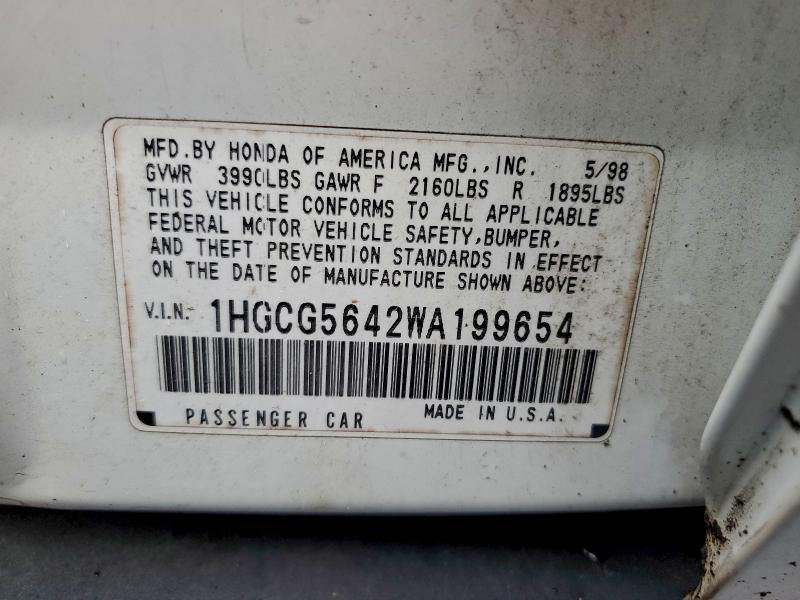 MFD.BY HONDA OF AMERICA MFG.,INC. 5/98
GVWR 3990LBS GAWR F 2160LBS R 1895LBS
THIS VEHICLE CONFORMS TO ALL APPLICABLE
FEDERAL MOTOR VEHICLE SAFETY,BUMPER,
AND THEFT PREVENTION STANDARDS IN EFFECT
ON THE DATE OF MANUFACTURE SHOWN ABOVE:
V.I.N.- 1HGCG5642WA199654
PASSENGER CAR MADE IN U.S.A.